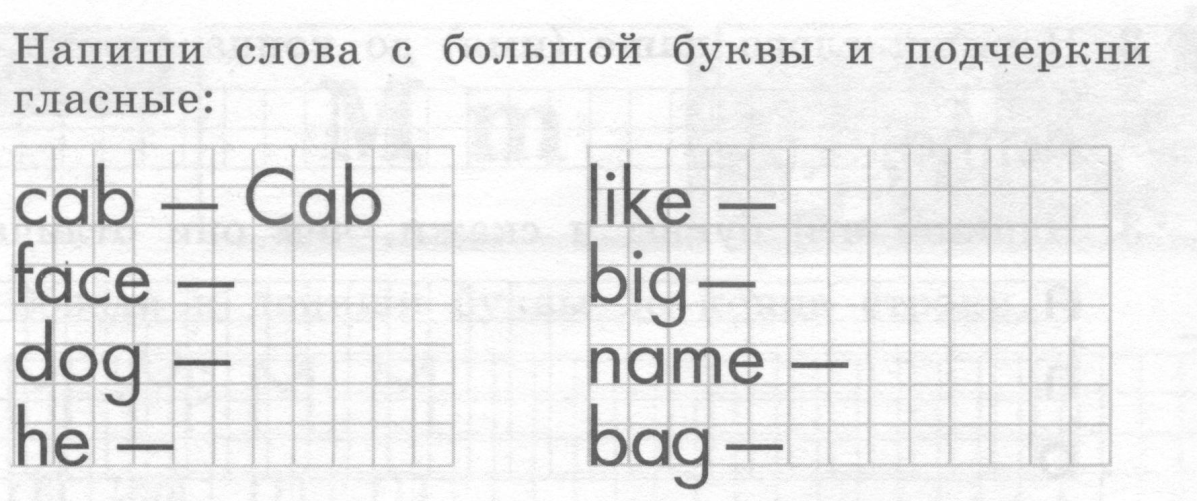 Напиши слова с большой буквы и подчеркни
гласные:
cab — Cab
face —
dog —
he —
like —
big —
name —
bag —